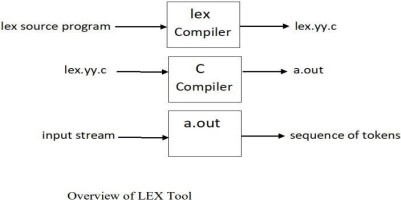 lex source program
lex
Compiler
lex.yy.c
lex.yy.c
C
Compiler
a.out
input stream
a.out
sequence of tokens
Overview of LEX Tool